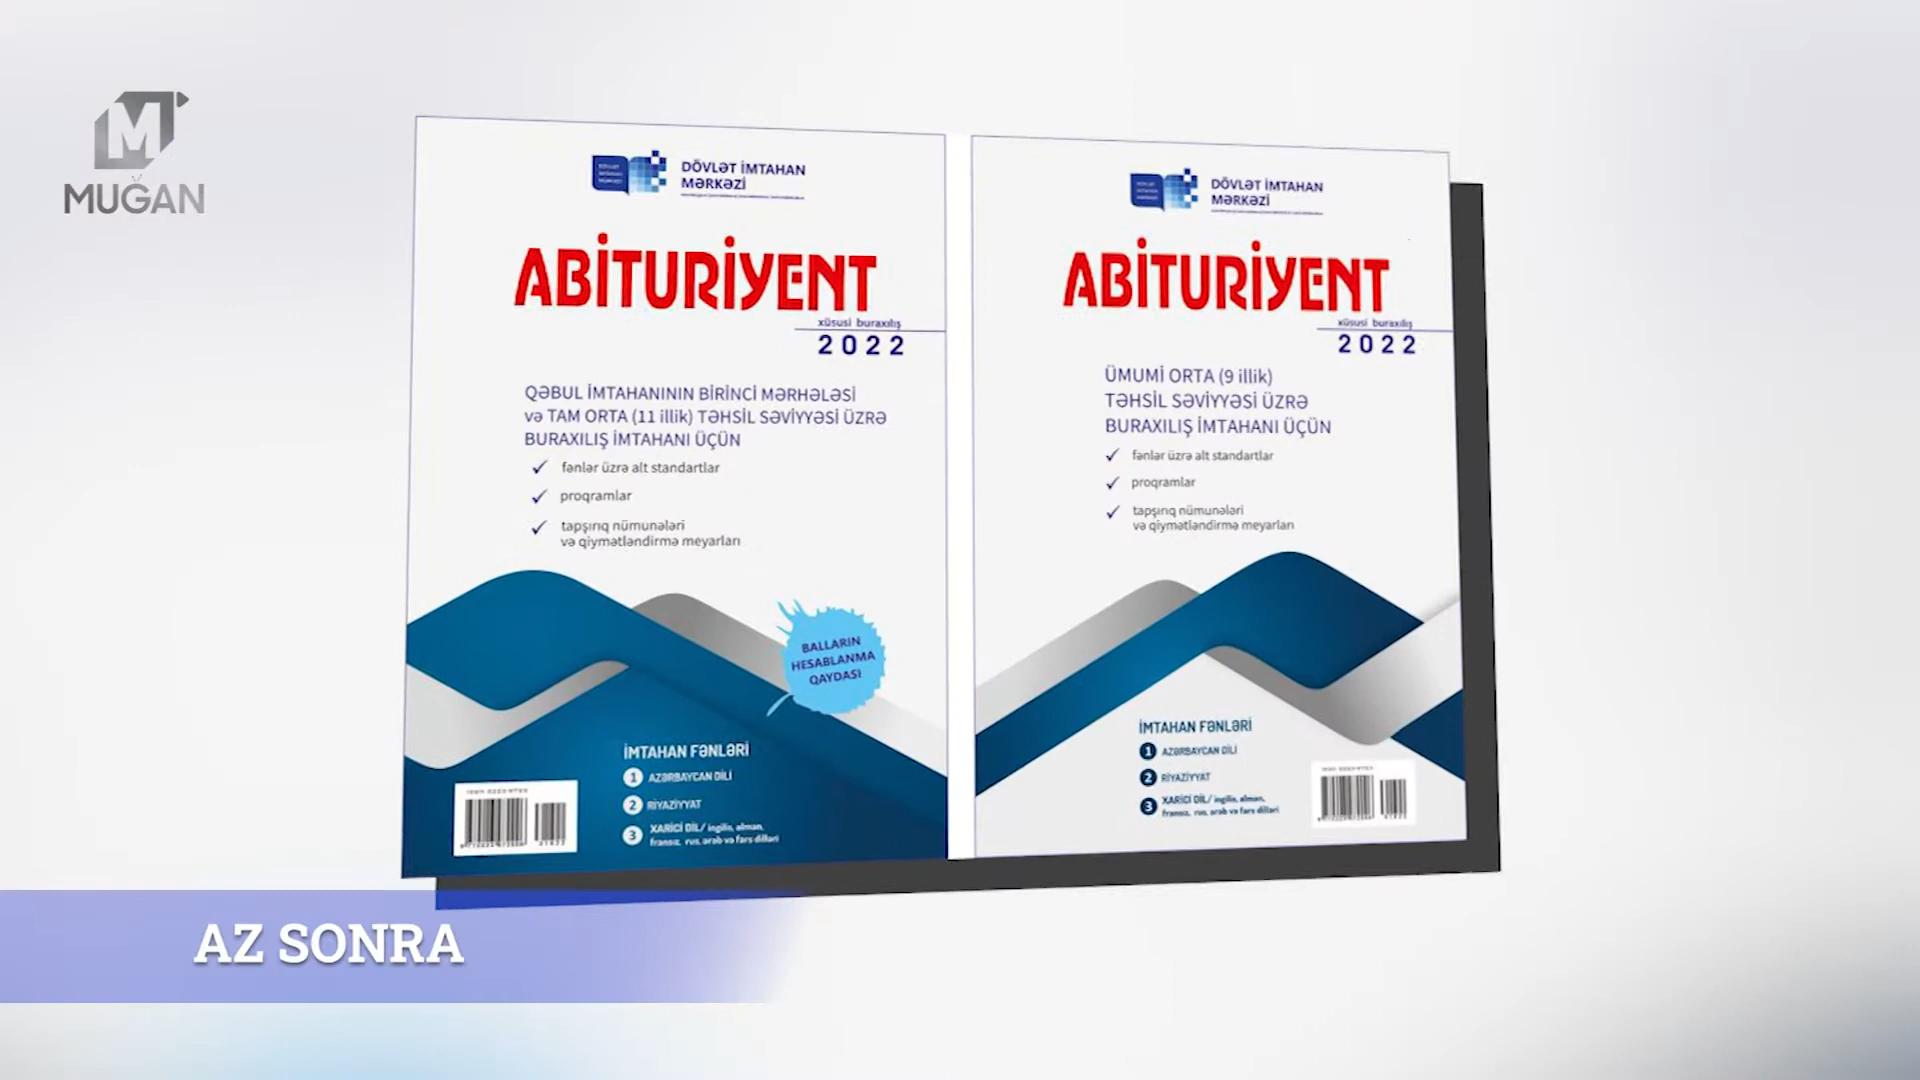 MUĞAN
DÖVLƏT İMTAHAN
MƏRKƏZİ
ABİTURİYENT
xüsusi buraxılış
2022
QƏBUL İMTAHANININ BİRİNCİ MƏRHƏLƏSİ
və TAM ORTA (11 illik) TƏHSİL SƏVİYYƏSİ ÜZRƏ
BURAXILIŞ İMTAHANI ÜÇÜN
fənlər üzrə alt standartlar
proqramlar
tapşırıq nümunələri
və qiymətləndirmə meyarları
BALLARIN
HESABLANMA
QAYDASI
İMTAHAN FƏNLƏRİ
1 AZƏRBAYCAN DİLİ
2 RİYAZİYYAT
3 XARİCİ DİL/ ingilis, alman,
fransız, rus, ərəb və fars dilləri
DÖVLƏT İMTAHAN
MƏRKƏZİ
ABİTURİYENT
xüsusi buraxılış
2022
ÜMUMİ ORTA (9 illik)
TƏHSİL SƏVİYYƏSİ ÜZRƏ
BURAXILIŞ İMTAHANI ÜÇÜN
fənlər üzrə alt standartlar
proqramlar
tapşırıq nümunələri
və qiymətləndirmə meyarları
İMTAHAN FƏNLƏRİ
1 AZƏRBAYCAN DİLİ
2 RİYAZİYYAT
3 XARİCİ DİL/ ingilis, alman,
fransız, rus, ərəb və fars dilləri
AZ SONRA